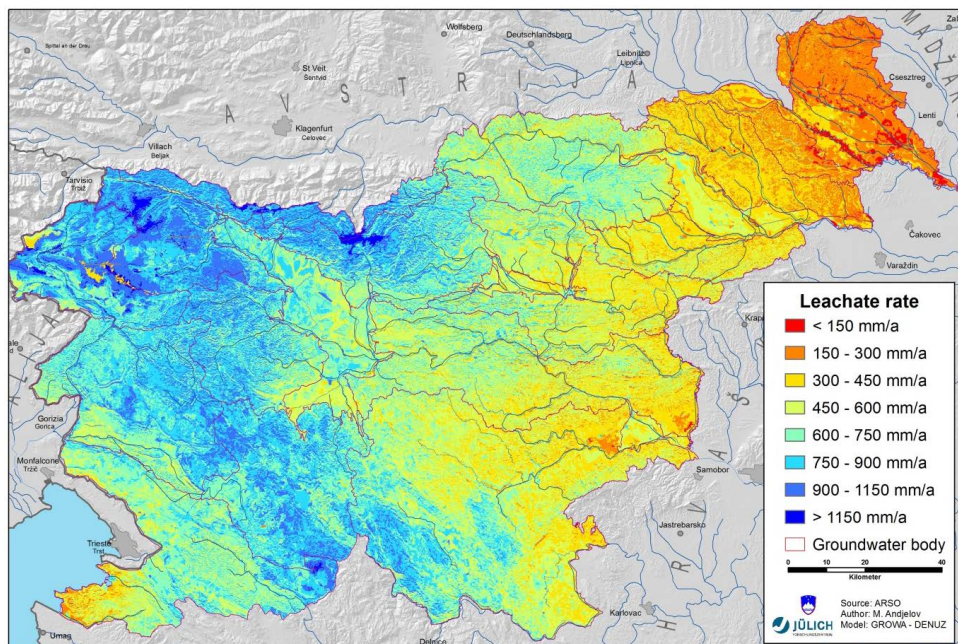 Wolfsberg
Deutschlandsberg
Spittal an der Drau
Leibnitz
Lipnica
St Veit
Šentvid
A V S T R I J A
MADŽAR
Csesztreg
Lenti
Klagenfurt
Celovec
Villach
Beljak
Tarvisio
Trbiž
Čakovec
Varaždin
Krap
Gorizia
Gorica
Monfalcone
Tržič
Trieste
Trst
Samobor
Jastrebarsko
Karlovac
Umag
H R V A Š
Leachate rate
< 150 mm/a
150 - 300 mm/a
300 - 450 mm/a
450 - 600 mm/a
600 - 750 mm/a
750 - 900 mm/a
900 - 1150 mm/a
> 1150 mm/a
Groundwater body
0 10 20 40
Kilometer
JÜLICH
FORSCHUNGSZENTRUM
Source: ARSO
Author: M. Andjelov
Model: GROWA - DENUZ